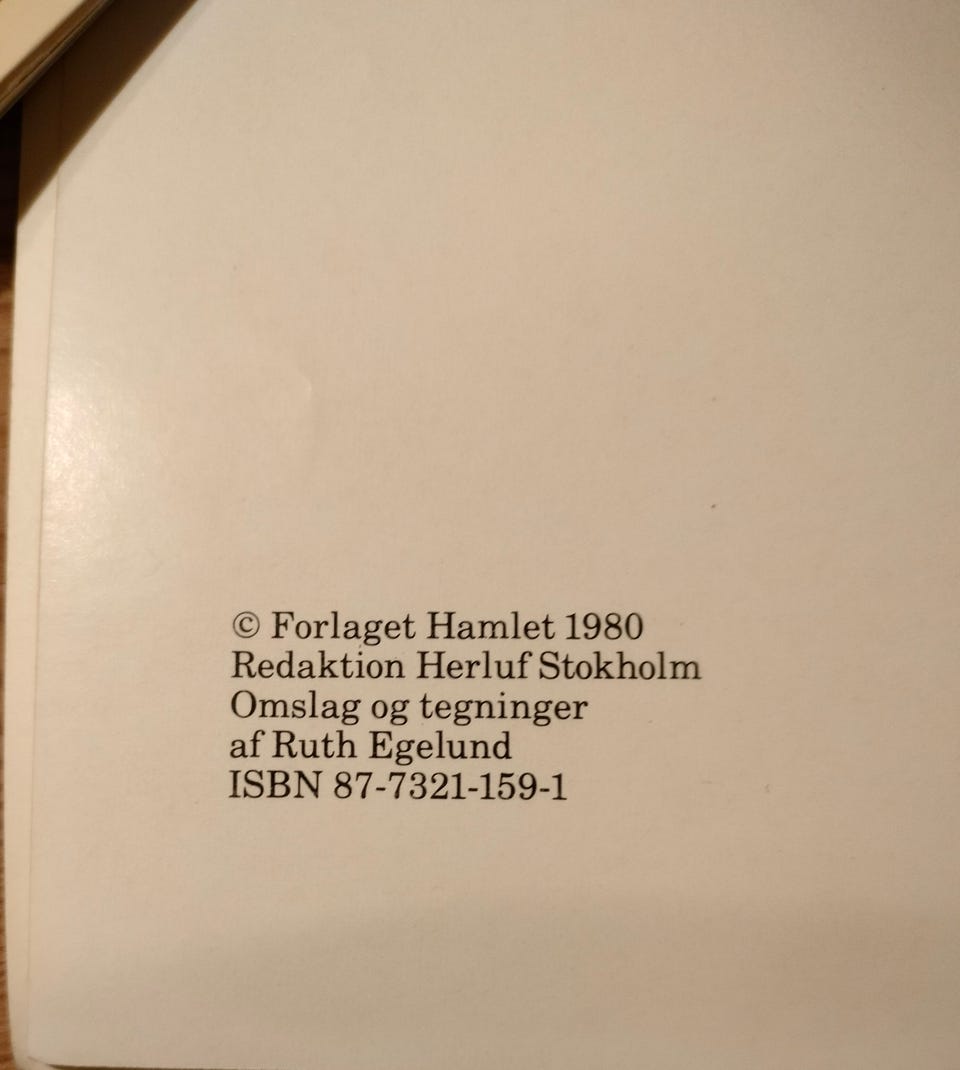 © Forlaget Hamlet 1980
Redaktion Herluf Stokholm
Omslag og tegninger
af Ruth Egelund
ISBN 87-7321-159-1